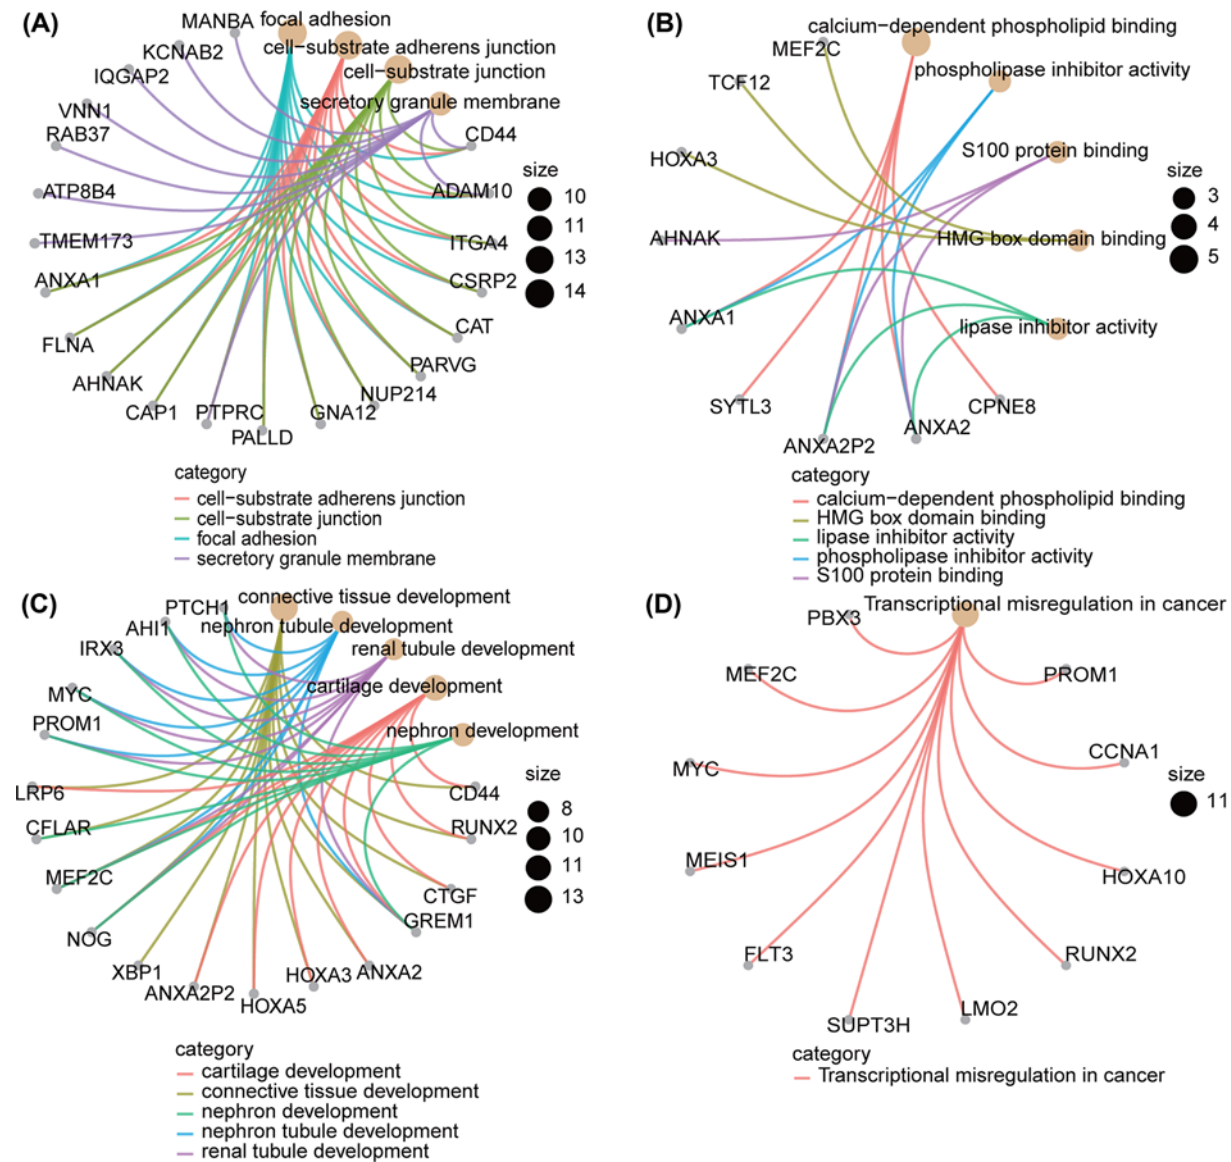 (A)
MANBA
focal adhesion
KCNAB2
cell-substrate adherens junction
IQGAP2
cell-substrate junction
VNN1
secretory granule membrane
RAB37
CD44
ATP8B4
ADAM10
TMEM173
ITGA4
ANXA1
CSRP2
FLNA
CAT
AHNAK
PARVG
CAP1
PTPRC
PALLD
GNA12
NUP214
size
10
11
13
14
category
cell-substrate adherens junction
cell-substrate junction
focal adhesion
secretory granule membrane
(B)
calcium-dependent phospholipid binding
MEF2C
phospholipase inhibitor activity
TCF12
S100 protein binding
HOXA3
AHNAK
HMG box domain binding
ANXA1
lipase inhibitor activity
SYTL3
CPNE8
ANXA2P2
ANXA2
size
3
4
5
category
calcium-dependent phospholipid binding
HMG box domain binding
lipase inhibitor activity
phospholipase inhibitor activity
S100 protein binding
(C)
PTCH1
connective tissue development
AHI1
nephron tubule development
IRX3
renal tubule development
MYC
cartilage development
PROM1
nephron development
LRP6
CD44
CFLAR
RUNX2
MEF2C
CTGF
NOG
GREM1
XBP1
ANXA2P2
HOXA5
HOXA3
ANXA2
size
8
10
11
13
category
cartilage development
connective tissue development
nephron development
nephron tubule development
renal tubule development
(D)
PBX3
Transcriptional misregulation in cancer
MEF2C
PROM1
MYC
CCNA1
MEIS1
HOXA10
FLT3
RUNX2
SUPT3H
LMO2
size
11
category
Transcriptional misregulation in cancer